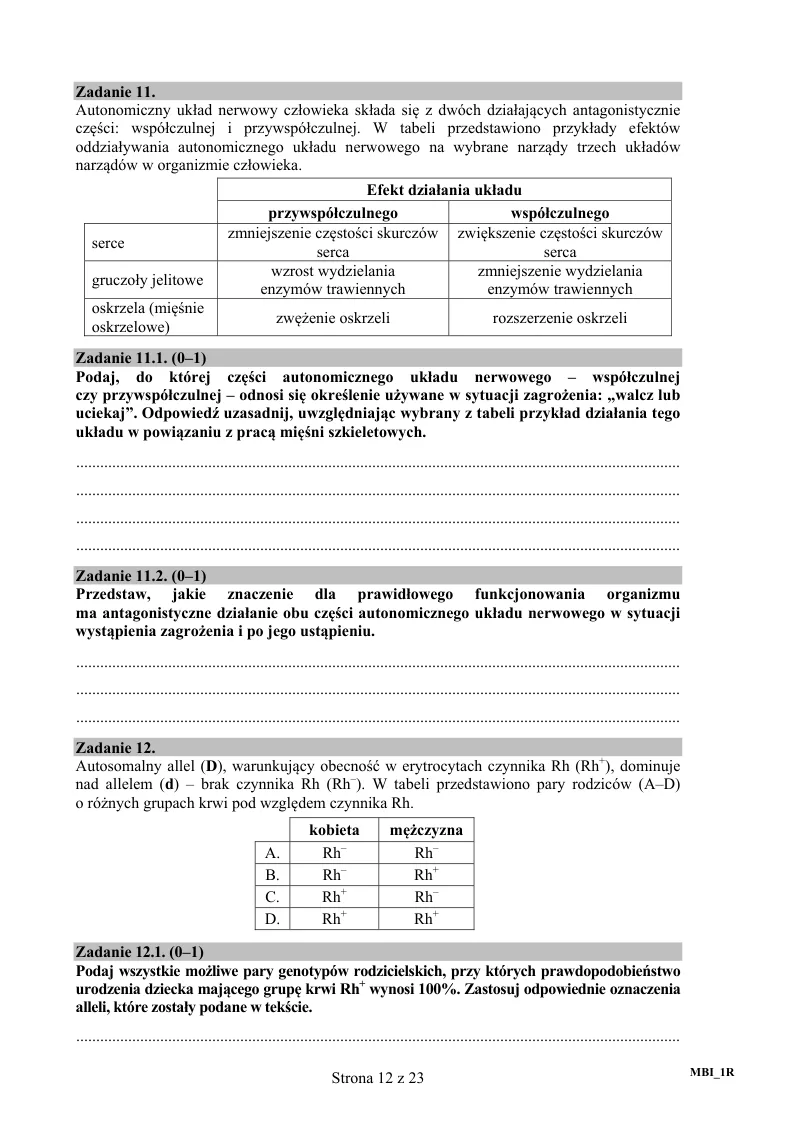 Zadanie 11.
Autonomiczny układ nerwowy człowieka składa się z dwóch działających antagonistycznie
części: współczulnej i przywspółczulnej. W tabeli przedstawiono przykłady efektów
oddziaływania autonomicznego układu nerwowego na wybrane narządy trzech układów
narządów w organizmie człowieka.
Efekt działania układu
przywspółczulnego współczulnego
serce zmniejszenie częstości skurczów serca zwiększenie częstości skurczów serca
gruczoły jelitowe wzrost wydzielania enzymów trawiennych zmniejszenie wydzielania enzymów trawiennych
oskrzela (mięśnie oskrzelowe) zwężenie oskrzeli rozszerzenie oskrzeli
Zadanie 11.1. (0–1)
Podaj, do której części autonomicznego układu nerwowego – współczulnej
czy przywspółczulnej – odnosi się określenie używane w sytuacji zagrożenia: „walcz lub
uciekaj”. Odpowiedź uzasadnij, uwzględniając wybrany z tabeli przykład działania tego
układu w powiązaniu z pracą mięśni szkieletowych.
Zadanie 11.2. (0–1)
Przedstaw, jakie znaczenie dla prawidłowego funkcjonowania organizmu
ma antagonistyczne działanie obu części autonomicznego układu nerwowego w sytuacji
wystąpienia zagrożenia i po jego ustąpieniu.
Zadanie 12.
Autosomalny allel (D), warunkujący obecność w erytrocytach czynnika Rh (Rh⁺), dominuje
nad allelem (d) – brak czynnika Rh (Rh⁻). W tabeli przedstawiono pary rodziców (A–D)
o różnych grupach krwi pod względem czynnika Rh.
kobieta mężczyzna
A. Rh⁻ Rh⁻
B. Rh⁻ Rh⁺
C. Rh⁺ Rh⁻
D. Rh⁺ Rh⁺
Zadanie 12.1. (0–1)
Podaj wszystkie możliwe pary genotypów rodzicielskich, przy których prawdopodobieństwo
urodzenia dziecka mającego grupę krwi Rh⁺ wynosi 100%. Zastosuj odpowiednie oznaczenia
alleli, które zostały podane w tekście.
Strona 12 z 23
MBI_1R